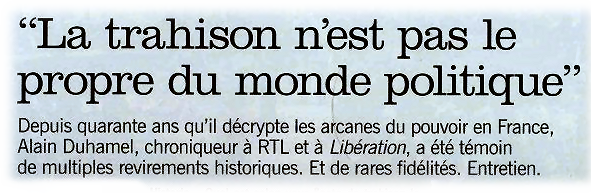 “La trahison n’est pas le
propre du monde politique”
Depuis quarante ans qu’il décrypte les arcanes du pouvoir en France,
Alain Duhamel, chroniqueur à RTL et à Libération, a été témoin
de multiples revirements historiques. Et de rares fidélités. Entretien.